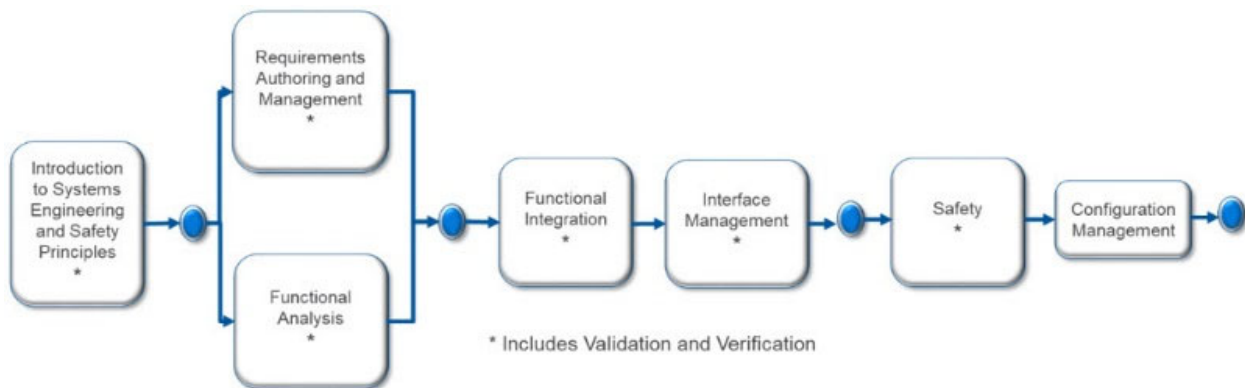 Introduction
to Systems
Engineering
and Safety
Principles
*
Requirements
Authoring and
Management
*
Functional
Analysis
*
Functional
Integration
*
Interface
Management
*
Safety
*
Configuration
Management
* Includes Validation and Verification